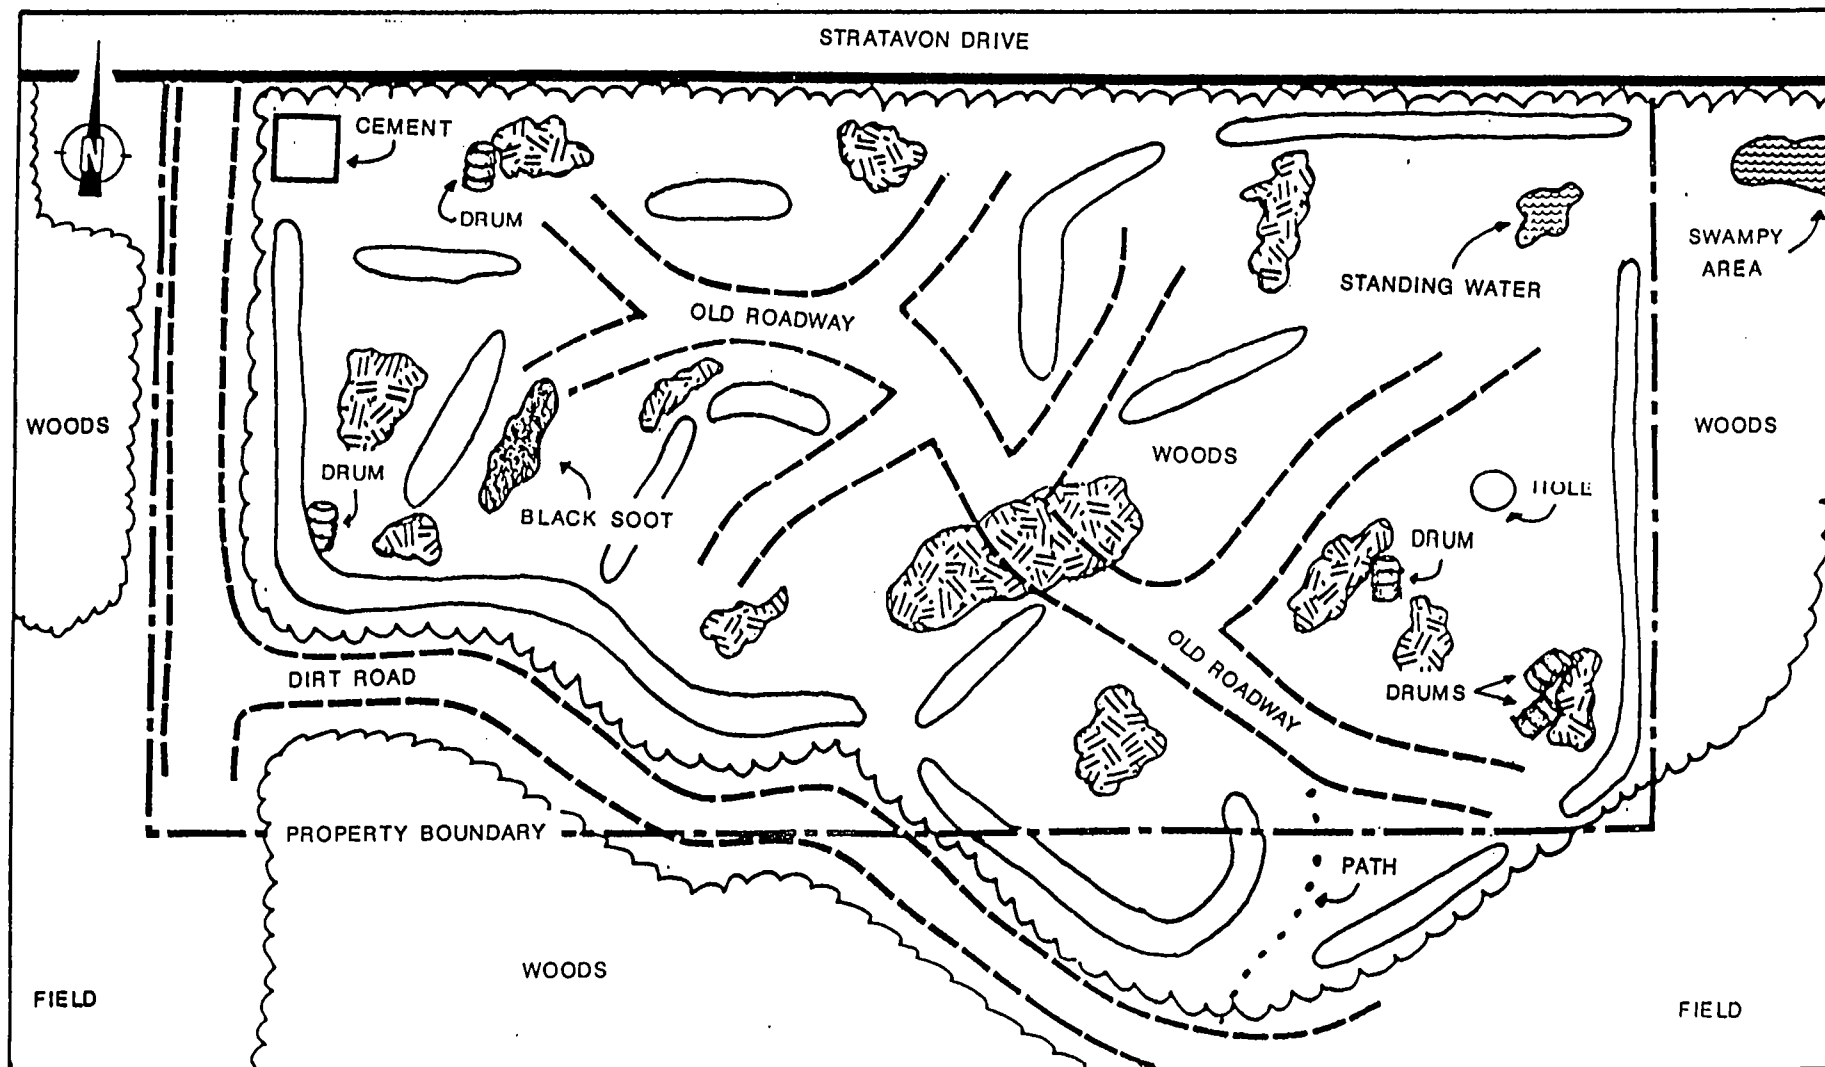 STRATAVON DRIVE
N
CEMENT
DRUM
SWAMPY
AREA
STANDING WATER
OLD ROADWAY
WOODS
WOODS
WOODS
DRUM
HOLE
BLACK SOOT
DRUM
OLD ROADWAY
DIRT ROAD
DRUMS
PROPERTY BOUNDARY
PATH
WOODS
FIELD
FIELD